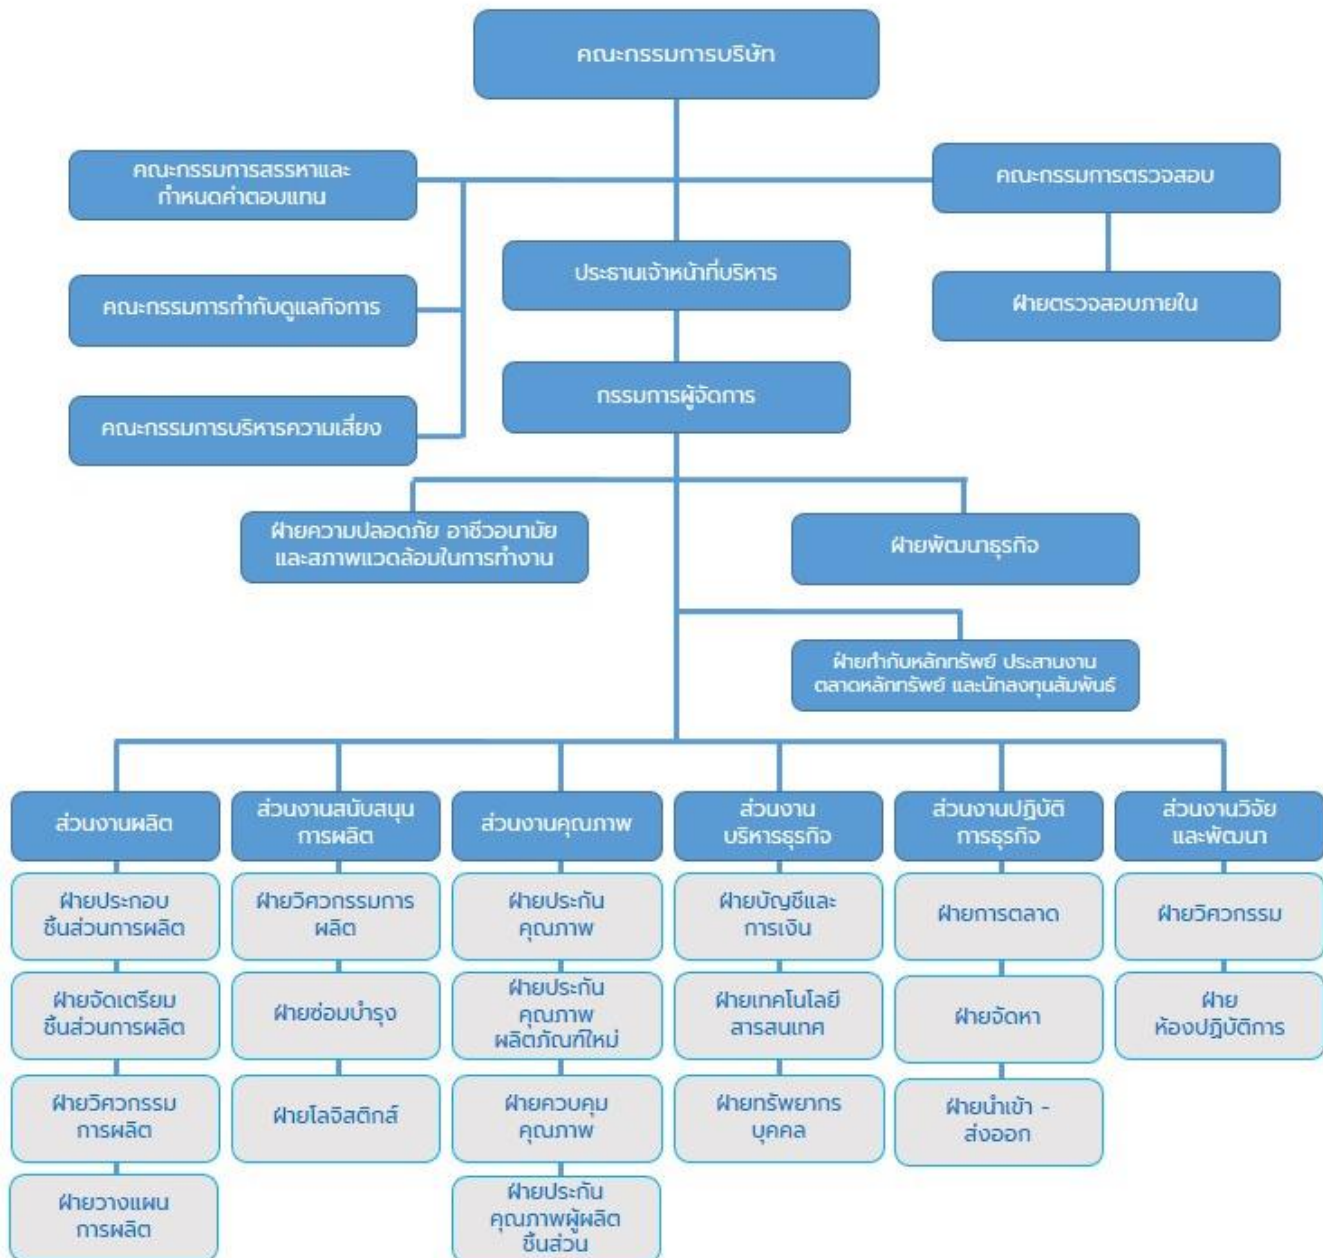 คณะกรรมการบริษัท
คณะกรรมการสรรหาและ
กำหนดค่าตอบแทน
คณะกรรมการตรวจสอบ
ประธานเจ้าหน้าที่บริหาร
คณะกรรมการกำกับดูแลกิจการ
ฝ่ายตรวจสอบภายใน
กรรมการผู้จัดการ
คณะกรรมการบริหารความเสี่ยง
ฝ่ายความปลอดภัย อาชีวอนามัย
และสภาพแวดล้อมในการทำงาน
ฝ่ายพัฒนาธุรกิจ
ฝ่ายกำกับหลักทรัพย์ ประสานงาน
ตลาดหลักทรัพย์ และนักลงทุนสัมพันธ์
ส่วนงานผลิต
ฝ่ายประกอบ
ชิ้นส่วนการผลิต
ฝ่ายจัดเตรียม
ชิ้นส่วนการผลิต
ฝ่ายวิศวกรรม
การผลิต
ฝ่ายวางแผน
การผลิต
ส่วนงานสนับสนุน
การผลิต
ฝ่ายวิศวกรรมการ
ผลิต
ฝ่ายซ่อมบำรุง
ฝ่ายโลจิสติกส์
ส่วนงานคุณภาพ
ฝ่ายประกัน
คุณภาพ
ฝ่ายประกัน
คุณภาพ
ผลิตภัณฑ์ใหม่
ฝ่ายควบคุม
คุณภาพ
ฝ่ายประกัน
คุณภาพผู้ผลิต
ชิ้นส่วน
ส่วนงาน
บริหารธุรกิจ
ฝ่ายบัญชีและ
การเงิน
ฝ่ายเทคโนโลยี
สารสนเทศ
ฝ่ายทรัพยากร
บุคคล
ส่วนงานปฏิบัติ
การธุรกิจ
ฝ่ายการตลาด
ฝ่ายจัดหา
ฝ่ายนำเข้า -
ส่งออก
ส่วนงานวิจัย
และพัฒนา
ฝ่ายวิศวกรรม
ฝ่าย
ห้องปฏิบัติการ